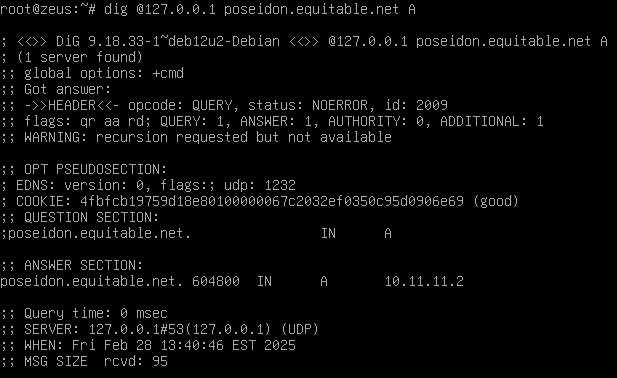 root@zeus:~# dig @127.0.0.1 poseidon.equitable.net A
; <<>> DiG 9.18.33-1~deb12u2-Debian <<>> @127.0.0.1 poseidon.equitable.net A
; (1 server found)
;; global options: +cmd
;; Got answer:
;; ->>HEADER<<- opcode: QUERY, status: NOERROR, id: 2009
;; flags: qr aa rd; QUERY: 1, ANSWER: 1, AUTHORITY: 0, ADDITIONAL: 1
;; WARNING: recursion requested but not available
;; OPT PSEUDOSECTION:
; EDNS: version: 0, flags:; udp: 1232
; COOKIE: 4fbfcb19759d18e80100000067c2032ef0350c95d0906e69 (good)
;; QUESTION SECTION:
;poseidon.equitable.net. IN A
;; ANSWER SECTION:
poseidon.equitable.net. 604800 IN A 10.11.11.2
;; Query time: 0 msec
;; SERVER: 127.0.0.1#53(127.0.0.1) (UDP)
;; WHEN: Fri Feb 28 13:40:46 EST 2025
;; MSG SIZE rcvd: 95